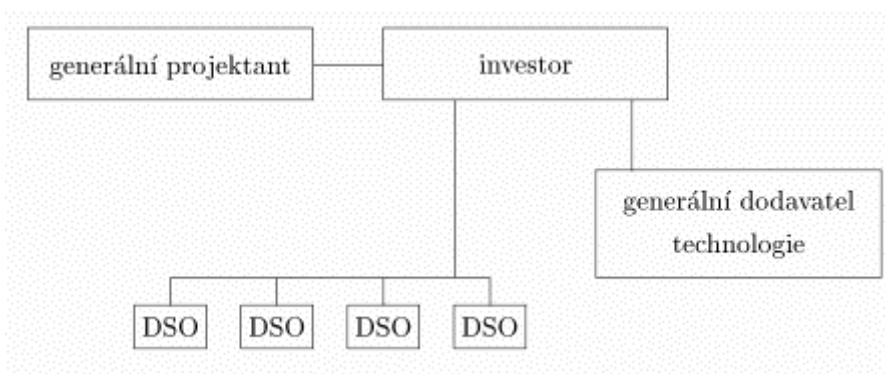 generální projektant
investor
generální dodavatel
technologie
DSO
DSO
DSO
DSO